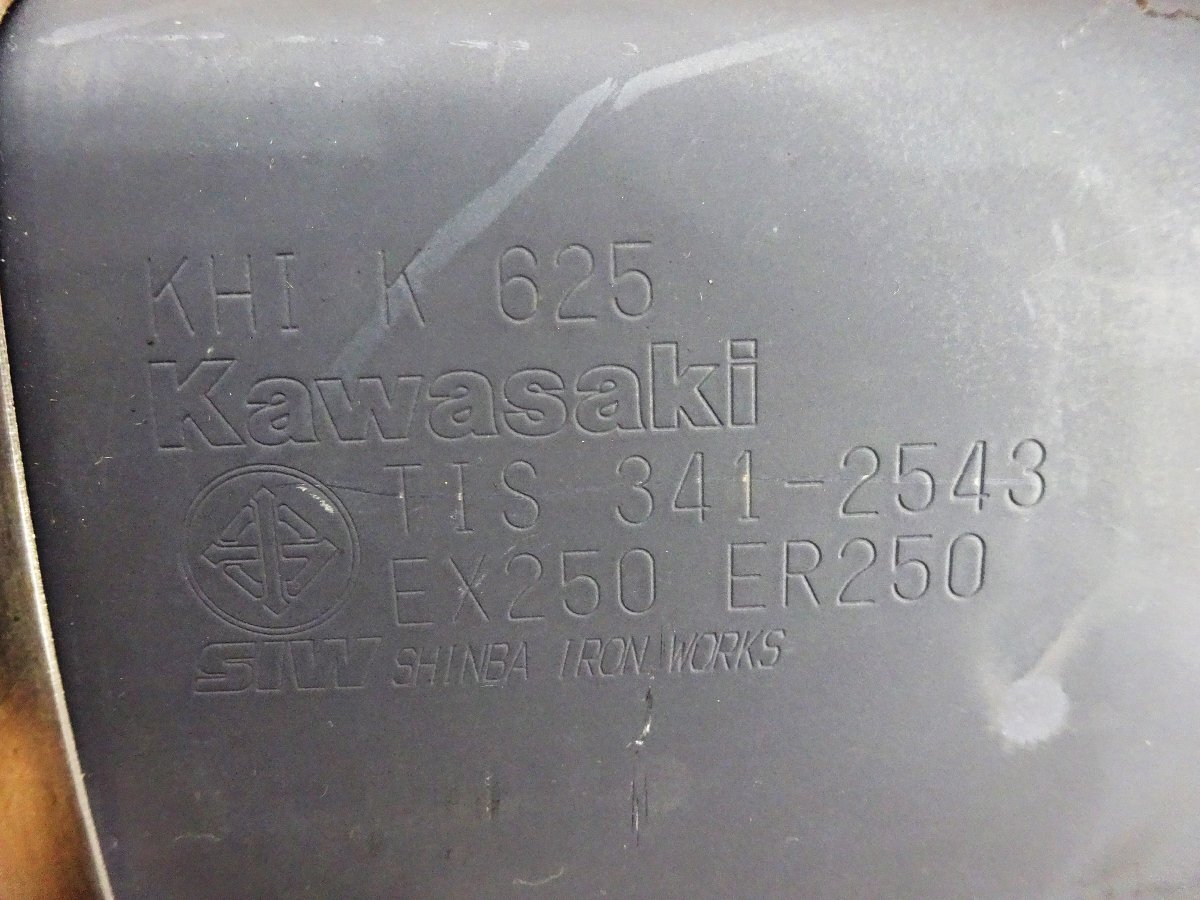 KHI K 625
Kawasaki
TIS 341-2543
EX250 ER250
SIW SHINBA IRON WORKS